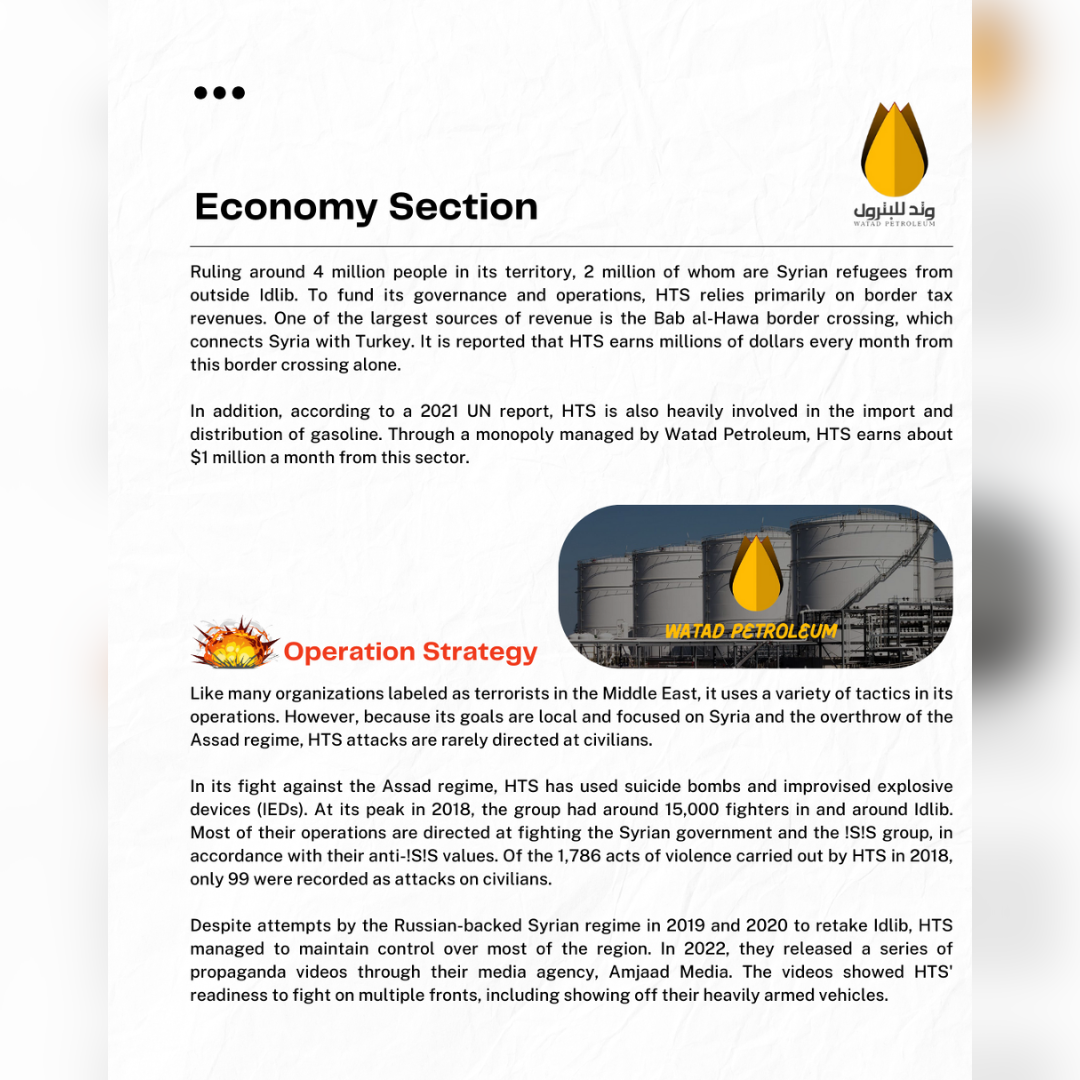 وتد للبترول
WATAD PETROLEUM
Economy Section
Ruling around 4 million people in its territory, 2 million of whom are Syrian refugees from
outside Idlib. To fund its governance and operations, HTS relies primarily on border tax
revenues. One of the largest sources of revenue is the Bab al-Hawa border crossing, which
connects Syria with Turkey. It is reported that HTS earns millions of dollars every month from
this border crossing alone.
In addition, according to a 2021 UN report, HTS is also heavily involved in the import and
distribution of gasoline. Through a monopoly managed by Watad Petroleum, HTS earns about
$1 million a month from this sector.
WATAD PETROLEUM
Operation Strategy
Like many organizations labeled as terrorists in the Middle East, it uses a variety of tactics in its
operations. However, because its goals are local and focused on Syria and the overthrow of the
Assad regime, HTS attacks are rarely directed at civilians.
In its fight against the Assad regime, HTS has used suicide bombs and improvised explosive
devices (IEDs). At its peak in 2018, the group had around 15,000 fighters in and around Idlib.
Most of their operations are directed at fighting the Syrian government and the !S!S group, in
accordance with their anti-!S!S values. Of the 1,786 acts of violence carried out by HTS in 2018,
only 99 were recorded as attacks on civilians.
Despite attempts by the Russian-backed Syrian regime in 2019 and 2020 to retake Idlib, HTS
managed to maintain control over most of the region. In 2022, they released a series of
propaganda videos through their media agency, Amjaad Media. The videos showed HTS'
readiness to fight on multiple fronts, including showing off their heavily armed vehicles.